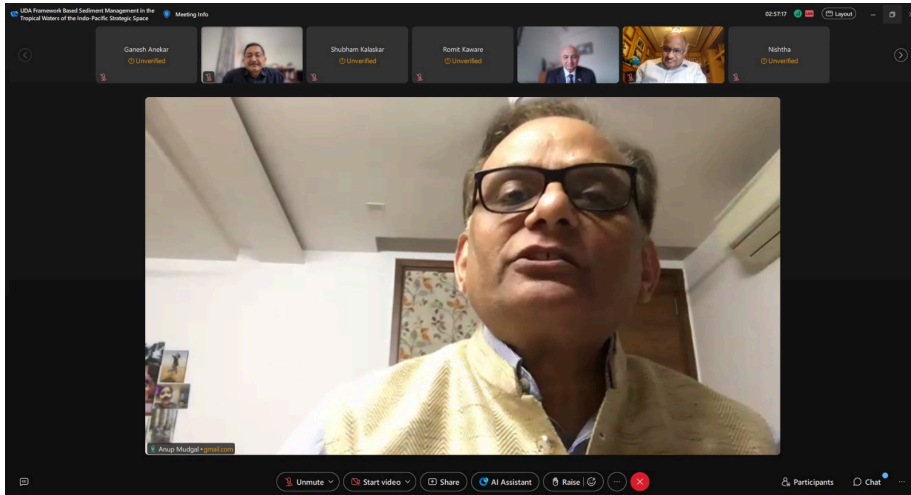 UDA Framework Based Sediment Management in the
Tropical Waters of the Indo-Pacific Strategic Space
Meeting Info
02:57:17
Layout
Ganesh Anekar
Unverified
Shubham Kalaskar
Unverified
Romit Kaware
Unverified
Nishtha
Unverified
Anup Mudgal • gmail.com
Unmute
Start video
Share
AI Assistant
Raise
Participants
Chat